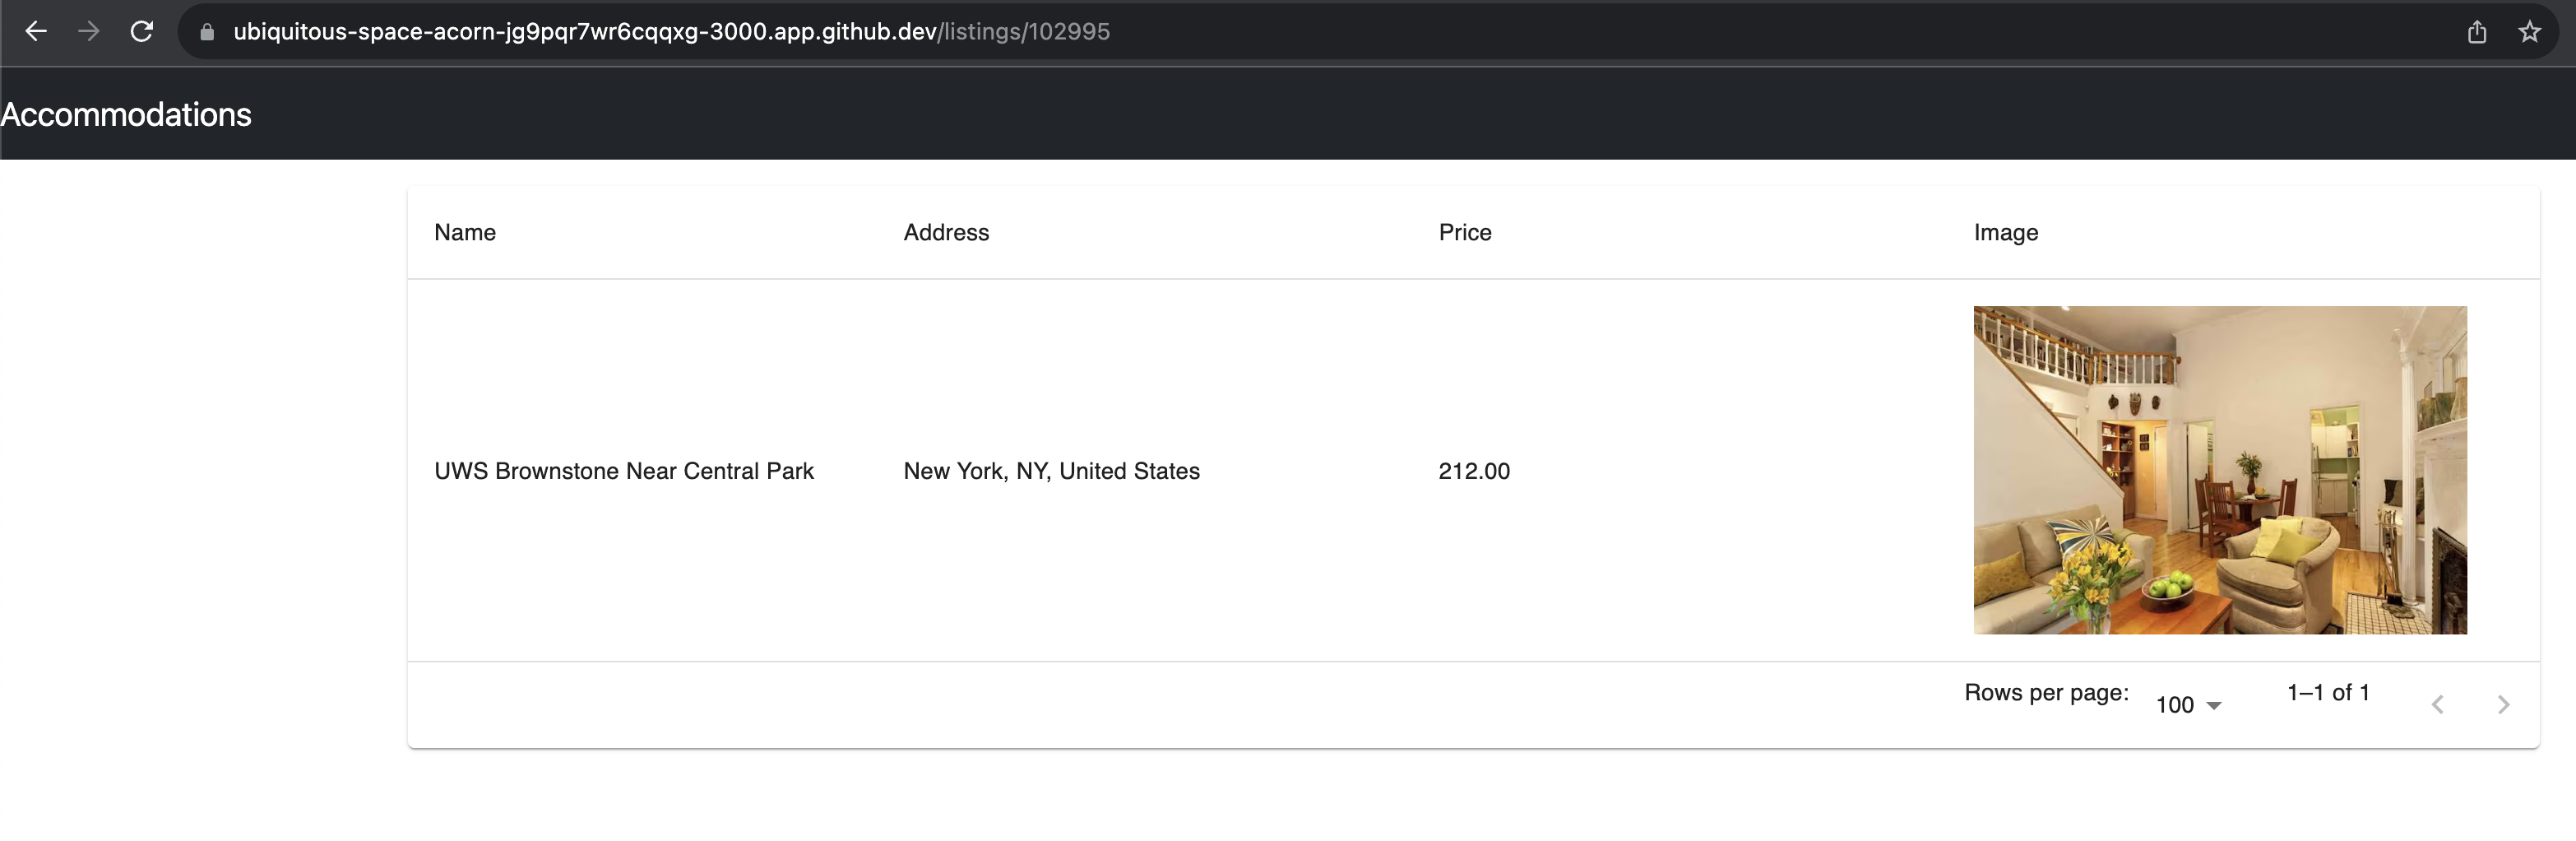 ubiquitous-space-acorn-jg9pqr7wr6cqqxg-3000.app.github.dev/listings/102995
Accommodations
Name Address Price Image
UWS Brownstone Near Central Park New York, NY, United States 212.00
Rows per page: 100 1–1 of 1